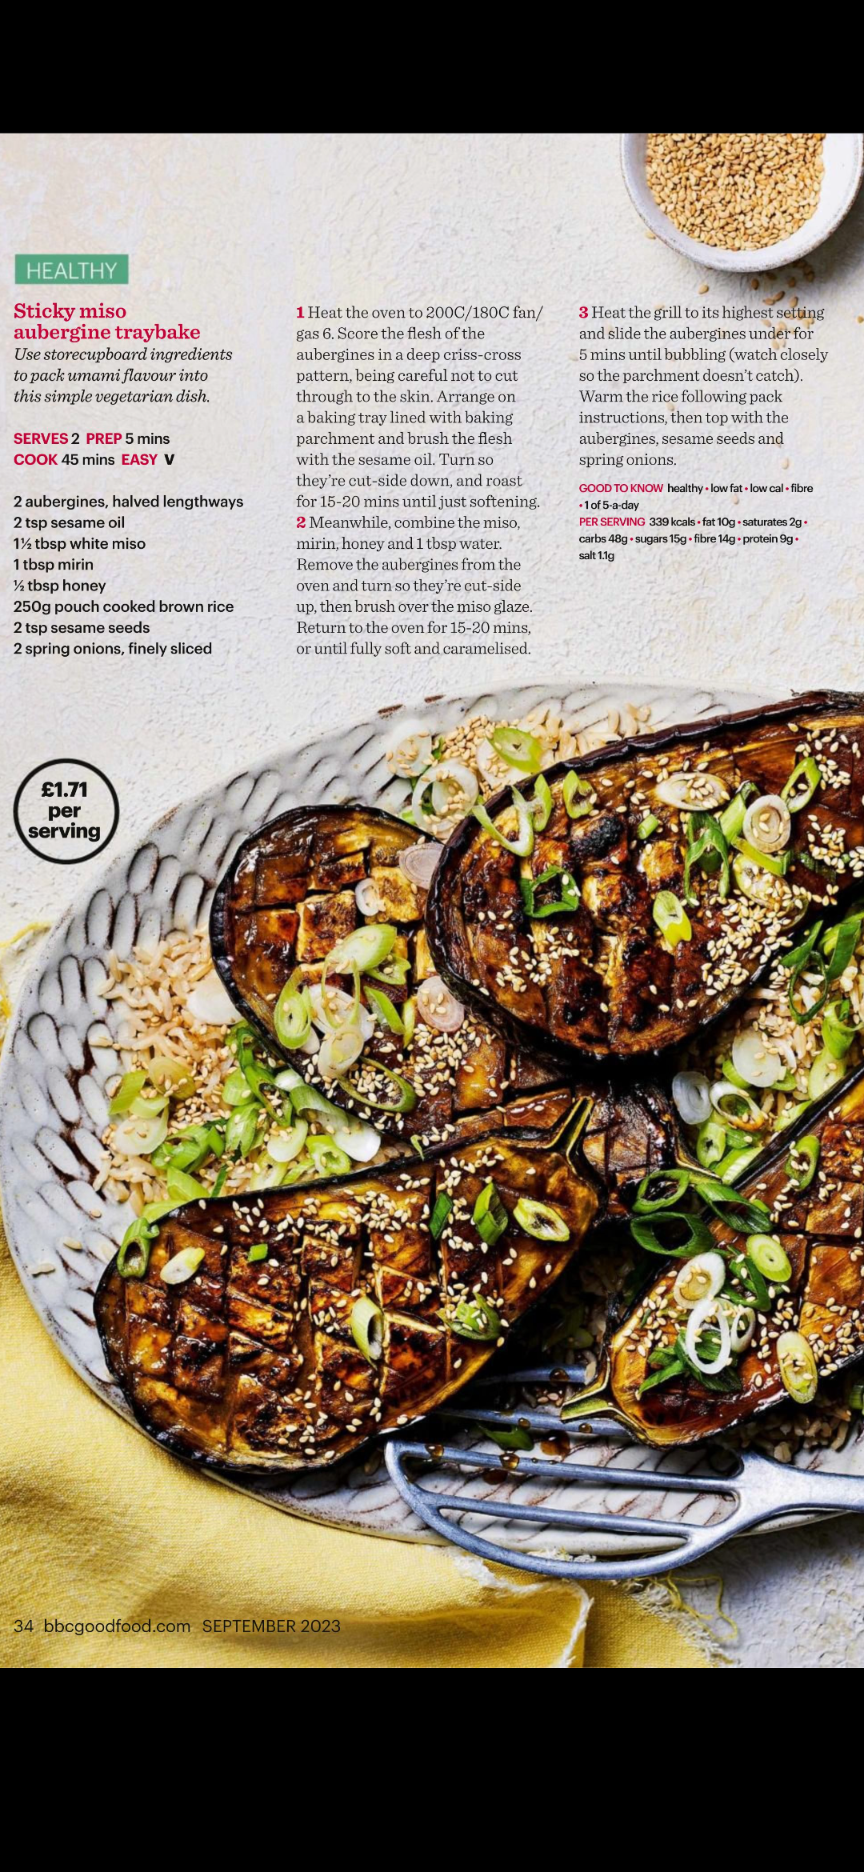 HEALTHY
Sticky miso
aubergine traybake
Use storecupboard ingredients
to pack umami flavour into
this simple vegetarian dish.
SERVES 2 PREP 5 mins
COOK 45 mins EASY V
2 aubergines, halved lengthways
2 tsp sesame oil
1½ tbsp white miso
1 tbsp mirin
½ tbsp honey
250g pouch cooked brown rice
2 tsp sesame seeds
2 spring onions, finely sliced
1 Heat the oven to 200C/180C fan/
gas 6. Score the flesh of the
aubergines in a deep criss-cross
pattern, being careful not to cut
through to the skin. Arrange on
a baking tray lined with baking
parchment and brush the flesh
with the sesame oil. Turn so
they're cut-side down, and roast
for 15-20 mins until just softening.
2 Meanwhile, combine the miso,
mirin, honey and 1 tbsp water.
Remove the aubergines from the
oven and turn so they're cut-side
up, then brush over the miso glaze.
Return to the oven for 15-20 mins,
or until fully soft and caramelised.
3 Heat the grill to its highest setting
and slide the aubergines under for
5 mins until bubbling (watch closely
so the parchment doesn't catch).
Warm the rice following pack
instructions, then top with the
aubergines, sesame seeds and
spring onions.
GOOD TO KNOW healthy • low fat • low cal • fibre
• 1 of 5-a-day
PER SERVING 339 kcals • fat 10g • saturates 2g •
carbs 48g • sugars 15g • fibre 14g • protein 9g •
salt 1.1g
£1.71
per
serving
34 bbcgoodfood.com SEPTEMBER 2023